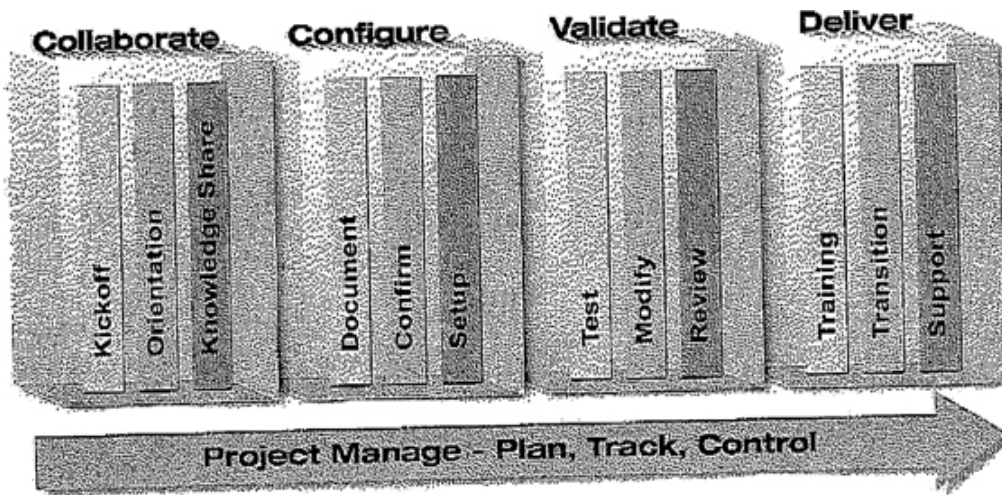 Collaborate
Kickoff
Orientation
Knowledge Share
Configure
Document
Confirm
Setup
Validate
Test
Modify
Review
Deliver
Training
Transition
Support
Project Manage - Plan, Track, Control